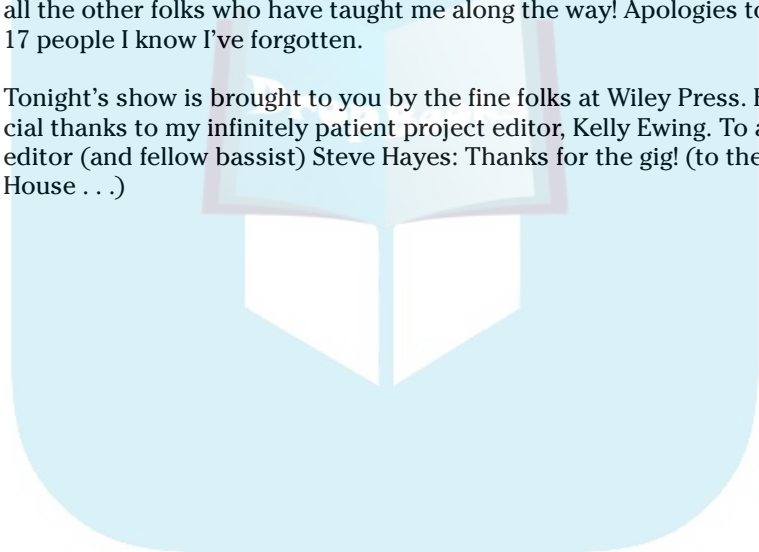 all the other folks who have taught me along the way! Apologies to
17 people I know I've forgotten.
Tonight's show is brought to you by the fine folks at Wiley Press. 
cial thanks to my infinitely patient project editor, Kelly Ewing. To a
editor (and fellow bassist) Steve Hayes: Thanks for the gig! (to the
House . . .)